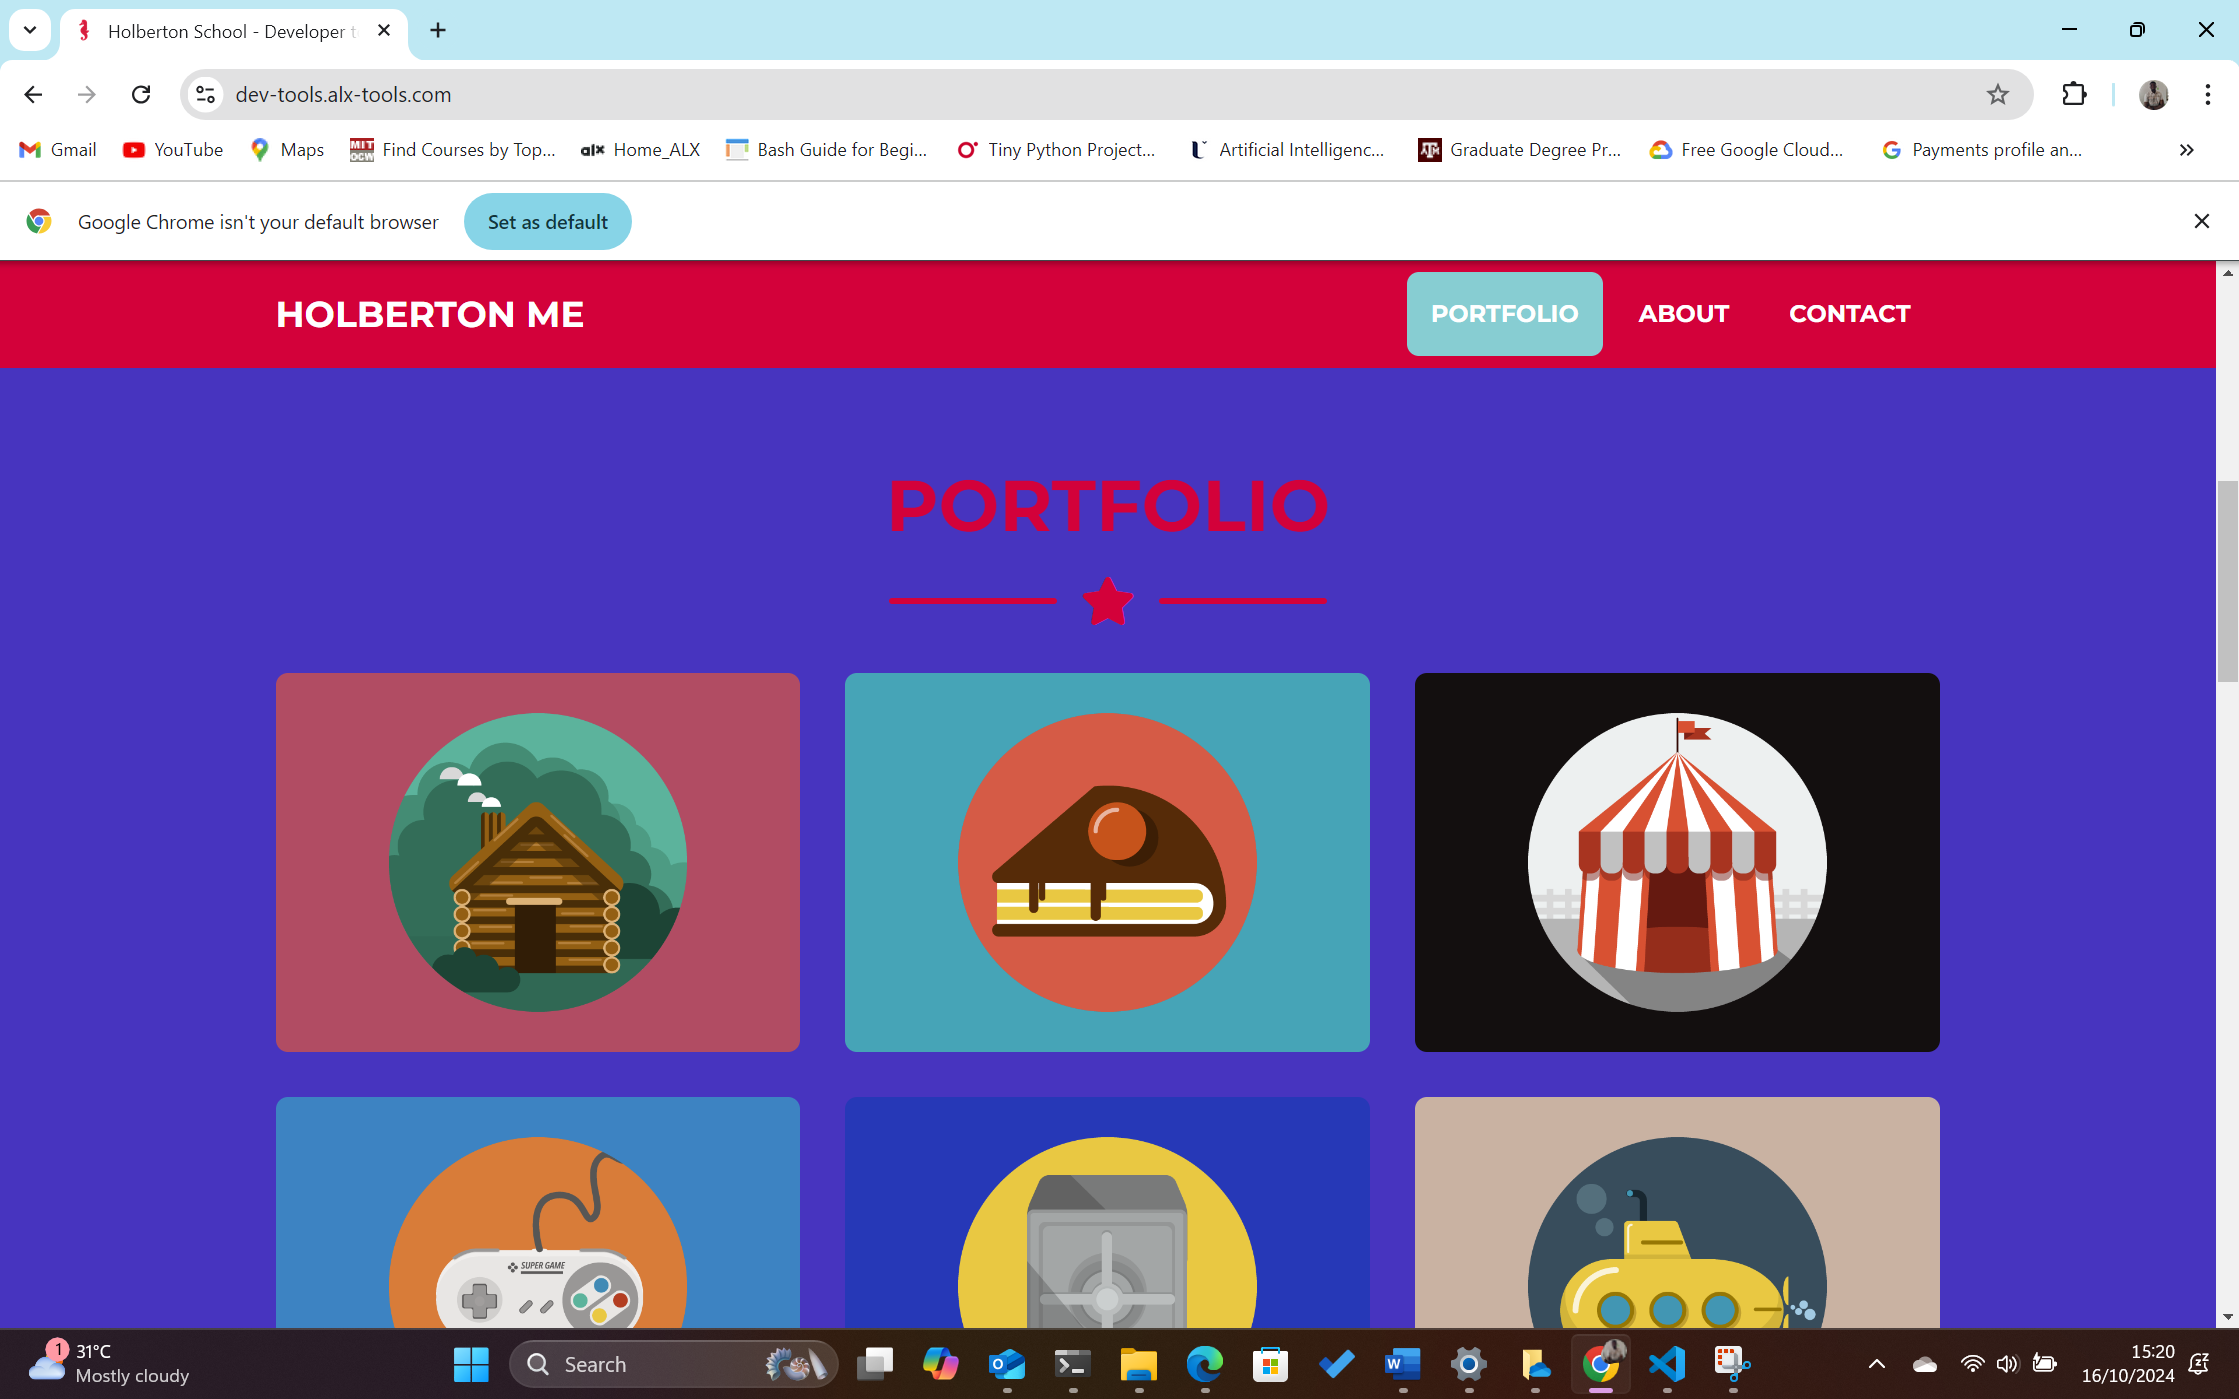 Holberton School - Developer t
dev-tools.alx-tools.com
Gmail
YouTube
Maps
MIT OCW
Find Courses by Top...
alx
Home_ALX
Bash Guide for Begi...
Tiny Python Project...
Artificial Intelligenc...
Graduate Degree Pr...
Free Google Cloud...
Payments profile an...
Google Chrome isn't your default browser
Set as default
HOLBERTON ME
PORTFOLIO
ABOUT
CONTACT
PORTFOLIO
SUPER GAME
1
31°C
Mostly cloudy
Search
15:20
16/10/2024